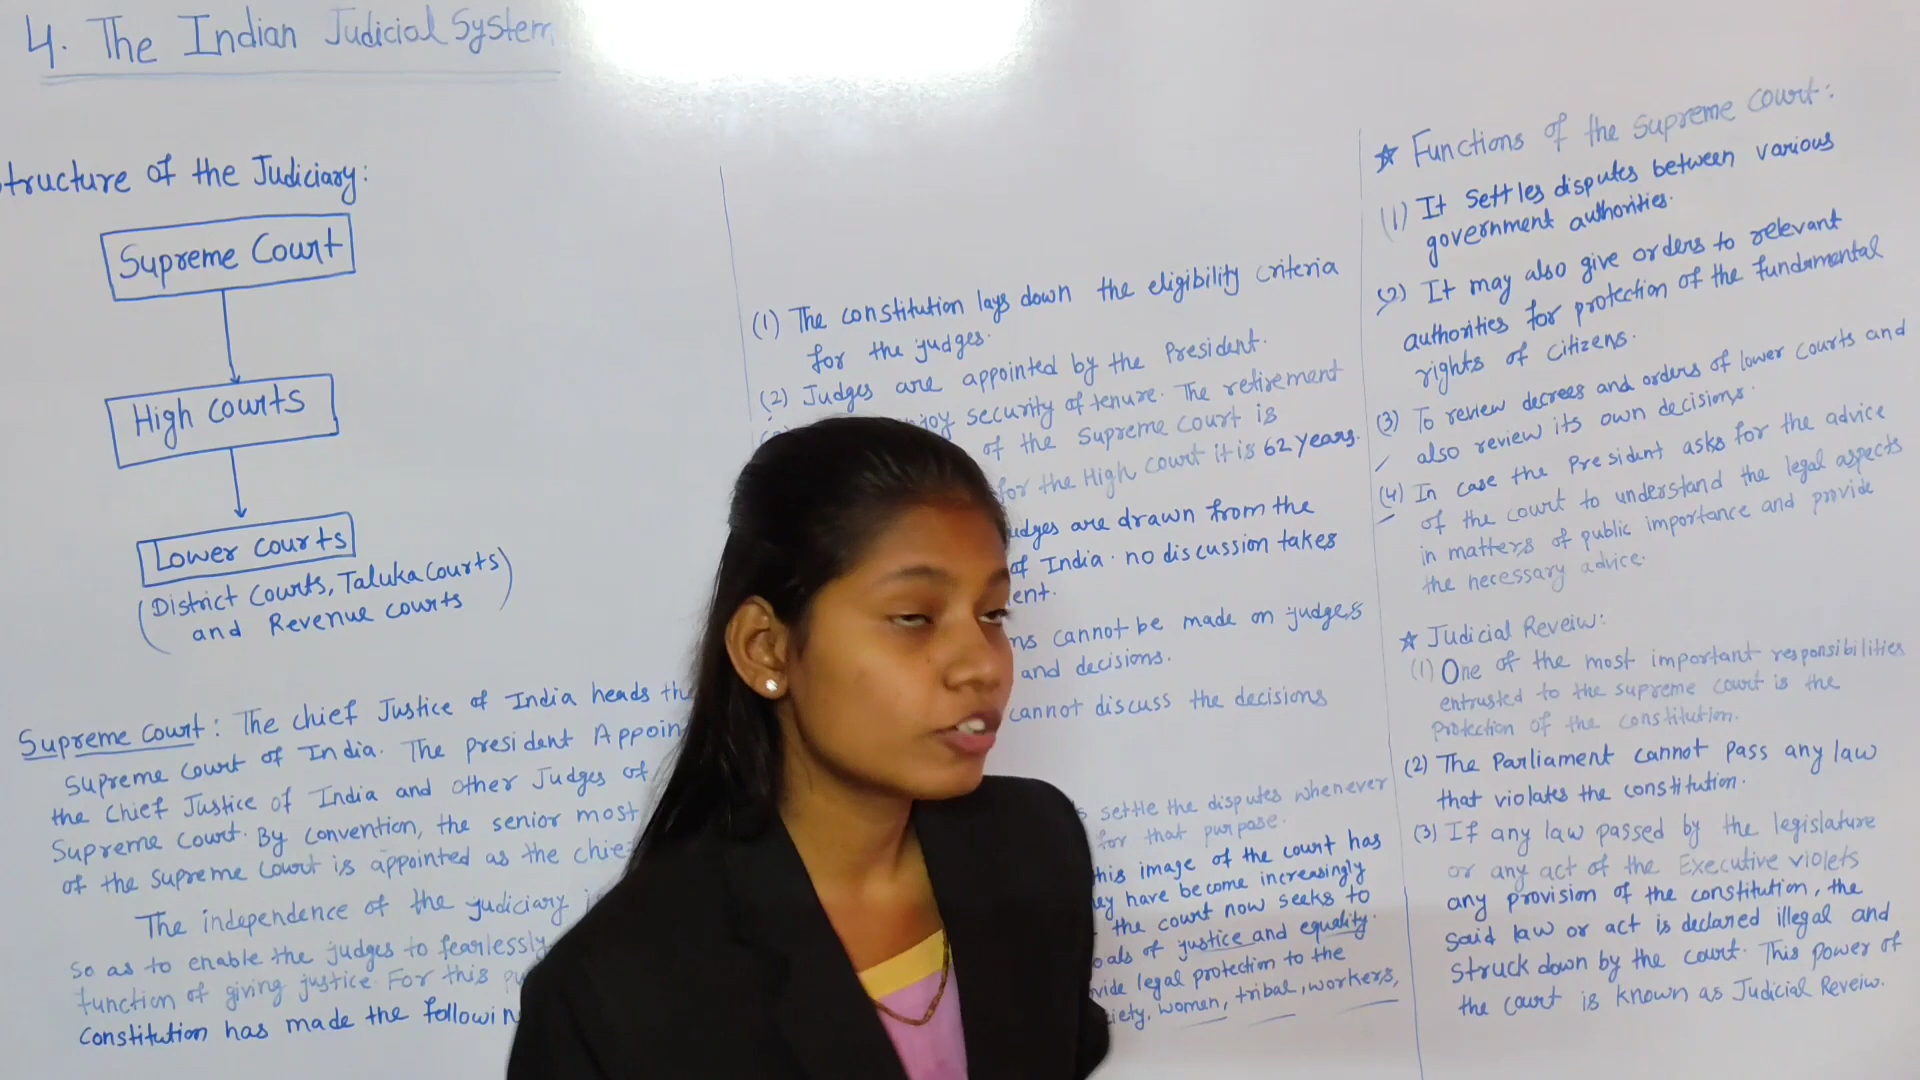 4. The Indian Judicial System
tructure of the Judiciary:
Supreme Court
High courts
Lower courts
(District Courts, Taluka Courts
and Revenue courts)
Supreme Court: The chief Justice of India heads the
Supreme Court of India. The president Appoin
the Chief Justice of India and other Judges of
Supreme Court. By convention, the senior most
of the Supreme Court is appointed as the chie
The independence of the judiciary i
so as to enable the judges to fearlessly
function of giving justice. For this pu
Constitution has made the followin
(1) The constitution lays down the eligibility criteria
for the judges.
(2) Judges are appointed by the President.
njoy security of tenure. The retirement
of the Supreme Court is
for the High court it is 62 years.
udges are drawn from the
of India. no discussion takes
ent.
ns cannot be made on judges
and decisions.
cannot discuss the decisions
s settle the disputes whenever
for that purpose.
his image of the court has
ey have become increasingly
the court now seeks to
oals of justice and equality.
vide legal protection to the
ciety, women, tribal, workers,
☆ Functions of the Supreme Court:
(1) It Settles disputes between various
government authorities.
(2) It may also give orders to relevant
authorities for protection of the fundamental
rights of citizens.
(3) To review decrees and orders of lower courts and
also review its own decisions.
(4) In case the President asks for the advice
of the court to understand the legal aspects
in matters of public importance and provide
the necessary advice.
☆ Judicial Reveiw:
(1) One of the most important responsibilities
entrusted to the supreme court is the
Protection of the constitution.
(2) The Parliament cannot pass any law
that violates the constitution.
(3) If any law passed by the legislature
or any act of the Executive violets
any provision of the constitution, the
said law or act is declared illegal and
struck down by the court. This power of
the court is known as Judicial Reveiw.